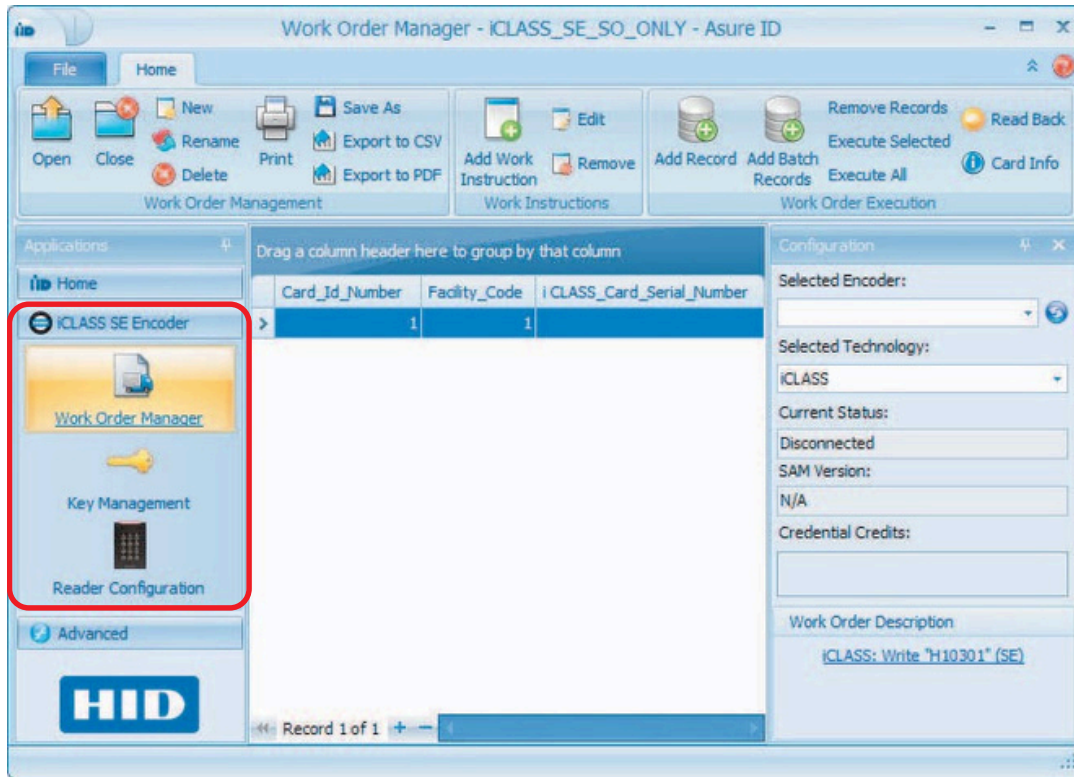 Work Order Manager - iCLASS_SE_SO_ONLY - Asure ID
File Home
New
Rename
Delete
Open
Close
Print
Save As
Export to CSV
Export to PDF
Work Order Management
Add Work
Instruction
Edit
Remove
Work Instructions
Add Record
Add Batch
Records
Remove Records
Execute Selected
Execute All
Read Back
Card Info
Work Order Execution
Applications
Home
iCLASS SE Encoder
Work Order Manager
Key Management
Reader Configuration
Advanced
HID
Drag a column header here to group by that column
Card_Id_Number Facility_Code iCLASS_Card_Serial_Number
1 1
Record 1 of 1
Configuration
Selected Encoder:
Selected Technology:
iCLASS
Current Status:
Disconnected
SAM Version:
N/A
Credential Credits:
Work Order Description
iCLASS: Write "H10301" (SE)